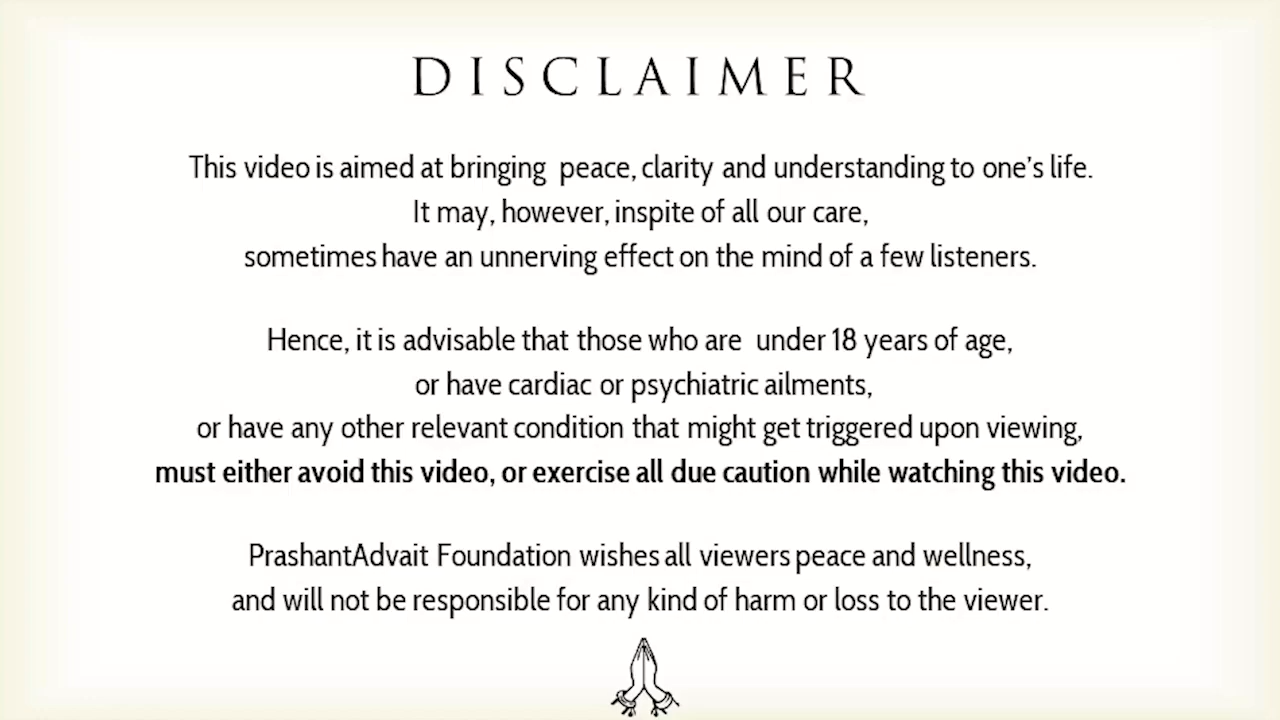 DISCLAIMER
This video is aimed at bringing peace, clarity and understanding to one's life.
It may, however, inspite of all our care,
sometimes have an unnerving effect on the mind of a few listeners.
Hence, it is advisable that those who are under 18 years of age,
or have cardiac or psychiatric ailments,
or have any other relevant condition that might get triggered upon viewing,
must either avoid this video, or exercise all due caution while watching this video.
PrashantAdvait Foundation wishes all viewers peace and wellness,
and will not be responsible for any kind of harm or loss to the viewer.